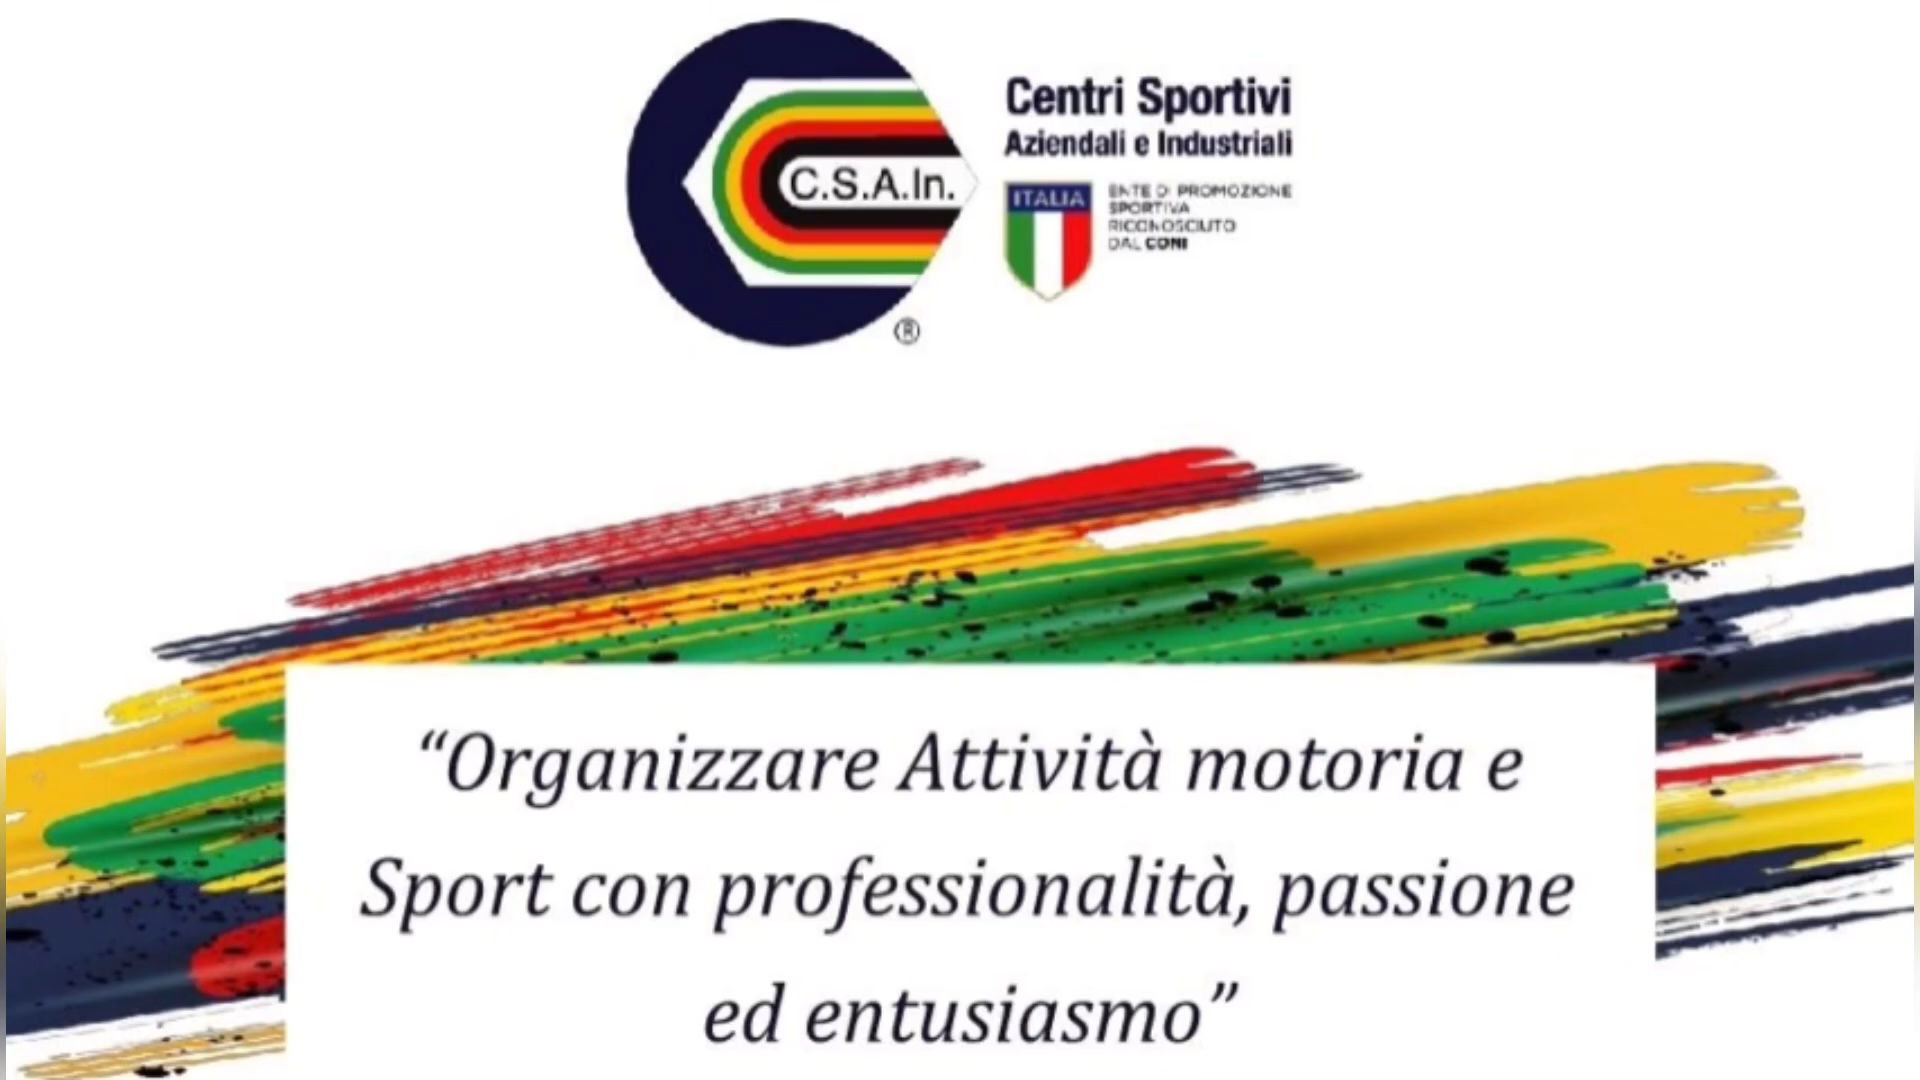 C.S.A.In.
®
Centri Sportivi
Aziendali e Industriali
ITALIA
ENTE DI PROMOZIONE
SPORTIVA
RICONOSCIUTO
DAL CONI
“Organizzare Attività motoria e
Sport con professionalità, passione
ed entusiasmo”